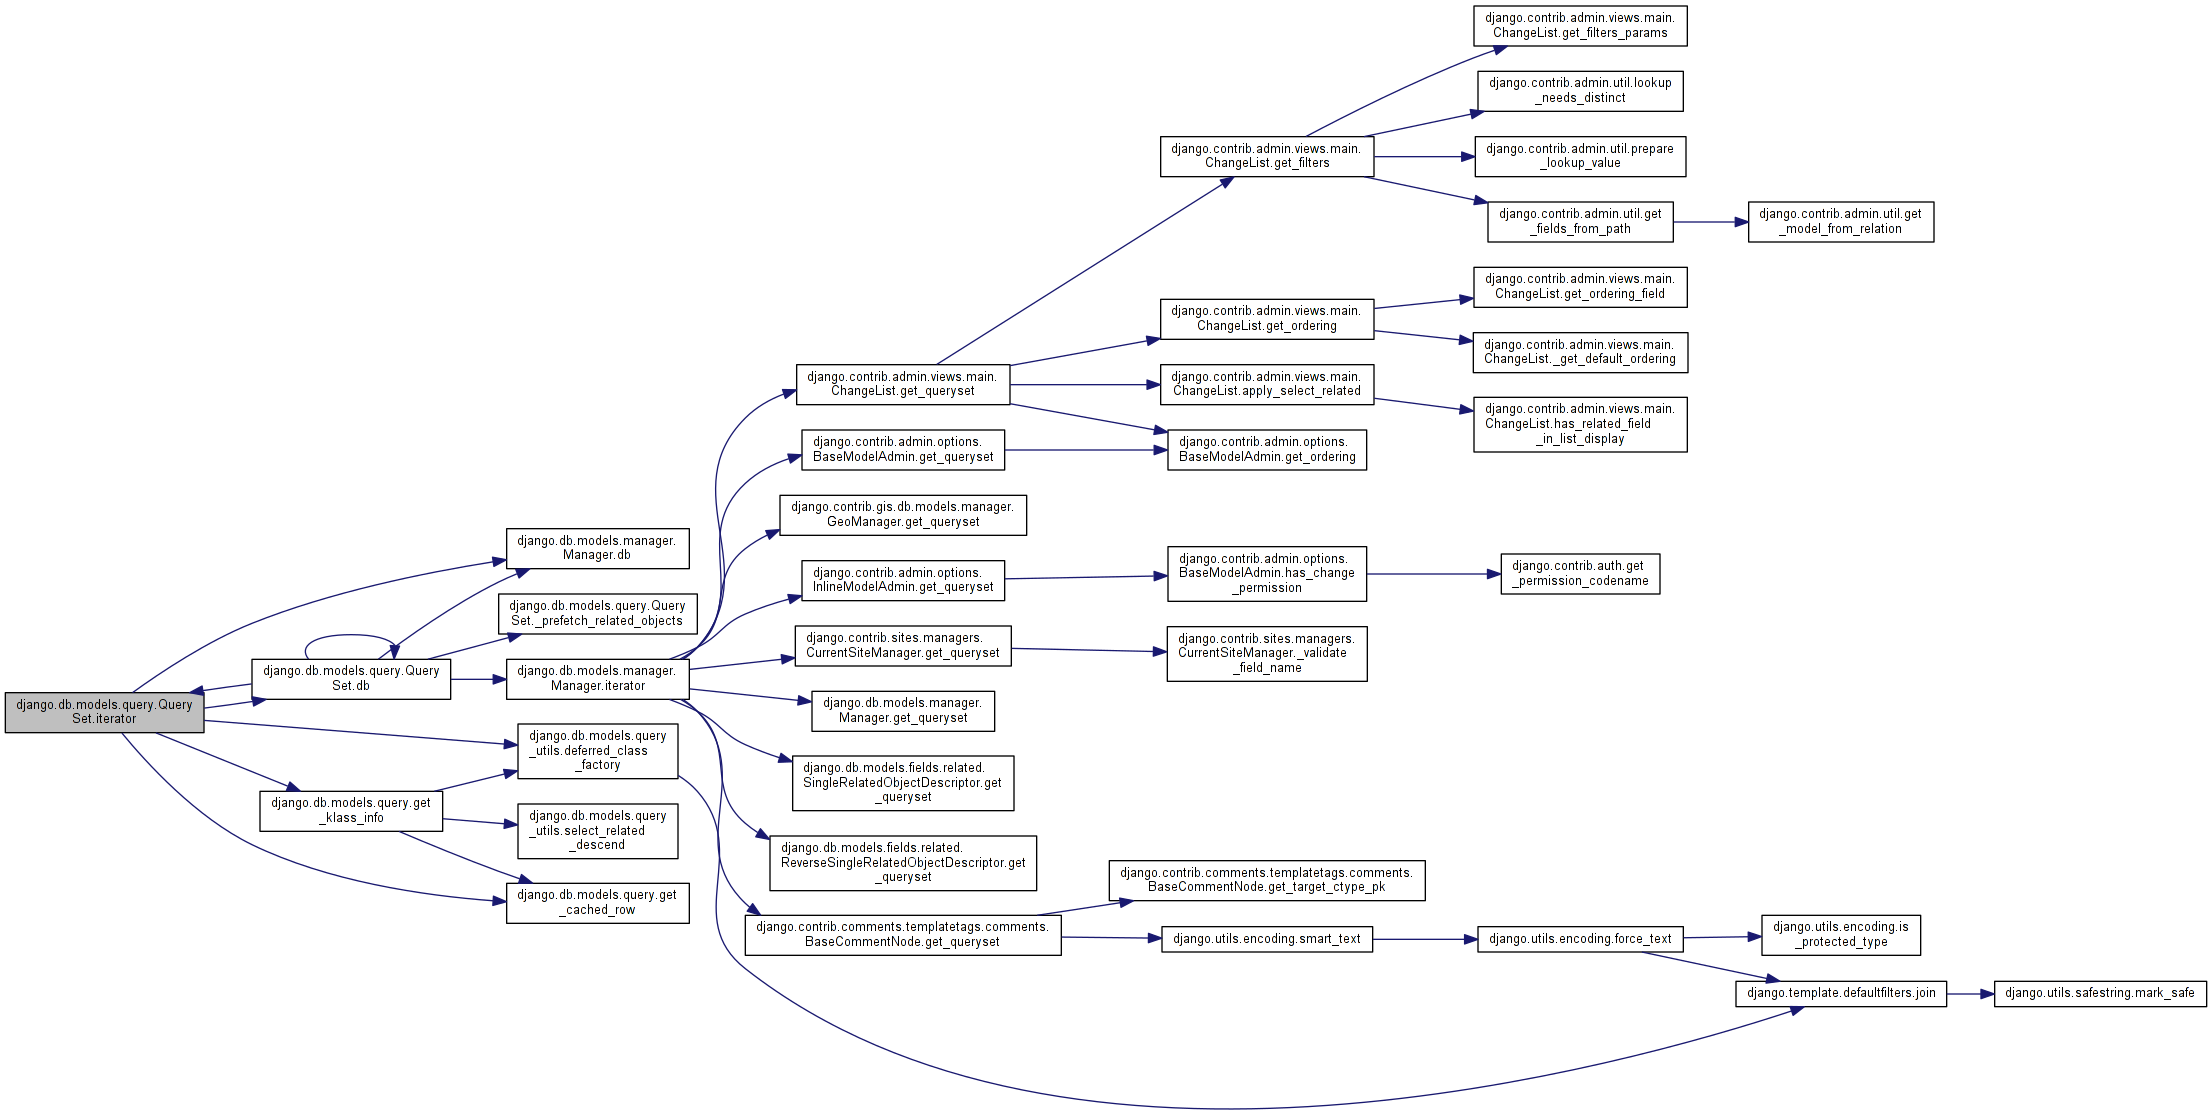 django.contrib.admin.views.main.
ChangeList.get_filters_params
django.contrib.admin.util.lookup
_needs_distinct
django.contrib.admin.views.main.
ChangeList.get_filters
django.contrib.admin.util.prepare
_lookup_value
django.contrib.admin.util.get
_fields_from_path
django.contrib.admin.util.get
_model_from_relation
django.contrib.admin.views.main.
ChangeList.get_ordering_field
django.contrib.admin.views.main.
ChangeList.get_ordering
django.contrib.admin.views.main.
ChangeList._get_default_ordering
django.contrib.admin.views.main.
ChangeList.get_queryset
django.contrib.admin.views.main.
ChangeList.apply_select_related
django.contrib.admin.views.main.
ChangeList.has_related_field
_in_list_display
django.contrib.admin.options.
BaseModelAdmin.get_queryset
django.contrib.admin.options.
BaseModelAdmin.get_ordering
django.contrib.gis.db.models.manager.
GeoManager.get_queryset
django.db.models.manager.
Manager.db
django.contrib.admin.options.
InlineModelAdmin.get_queryset
django.contrib.admin.options.
BaseModelAdmin.has_change
_permission
django.contrib.auth.get
_permission_codename
django.db.models.query.Query
Set._prefetch_related_objects
django.contrib.sites.managers.
CurrentSiteManager.get_queryset
django.contrib.sites.managers.
CurrentSiteManager._validate
_field_name
django.db.models.query.Query
Set.db
django.db.models.manager.
Manager.iterator
django.db.models.query.Query
Set.iterator
django.db.models.manager.
Manager.get_queryset
django.db.models.query
_utils.deferred_class
_factory
django.db.models.fields.related.
SingleRelatedObjectDescriptor.get
_queryset
django.db.models.query.get
_klass_info
django.db.models.query
_utils.select_related
_descend
django.db.models.fields.related.
ReverseSingleRelatedObjectDescriptor.get
_queryset
django.db.models.query.get
_cached_row
django.contrib.comments.templatetags.comments.
BaseCommentNode.get_target_ctype_pk
django.contrib.comments.templatetags.comments.
BaseCommentNode.get_queryset
django.utils.encoding.smart_text
django.utils.encoding.force_text
django.utils.encoding.is
_protected_type
django.template.defaultfilters.join
django.utils.safestring.mark_safe